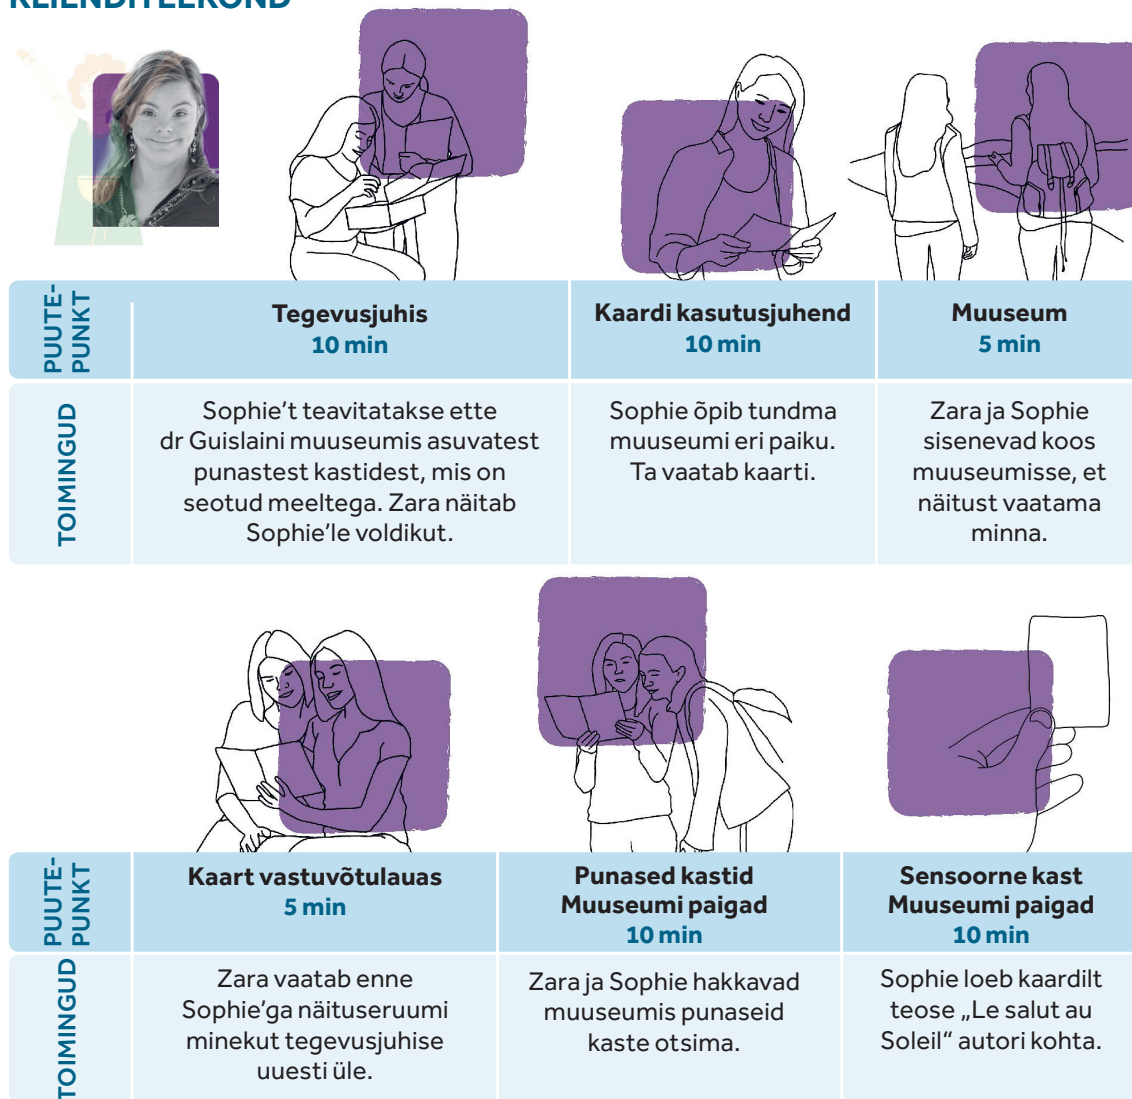 KLIENDITEEKOND
PUUTE-
PUNKT
Tegevusjuhis
10 min
Kaardi kasutusjuhend
10 min
Muuseum
5 min
TOIMINGUD
Sophie’t teavitatakse ette
dr Guislaini muuseumis asuvatest
punastest kastidest, mis on
seotud meeltega. Zara näitab
Sophie’le voldikut.
Sophie õpib tundma
muuseumi eri paiku.
Ta vaatab kaarti.
Zara ja Sophie
sisenevad koos
muuseumisse, et
näitust vaatama
minna.
PUUTE-
PUNKT
Kaart vastuvõtulauas
5 min
Punased kastid
Muuseumi paigad
10 min
Sensoorne kast
Muuseumi paigad
10 min
TOIMINGUD
Zara vaatab enne
Sophie’ga näituseruumi
minekut tegevusjuhise
uuesti üle.
Zara ja Sophie hakkavad
muuseumis punaseid
kaste otsima.
Sophie loeb kaardilt
teose „Le salut au
Soleil“ autori kohta.